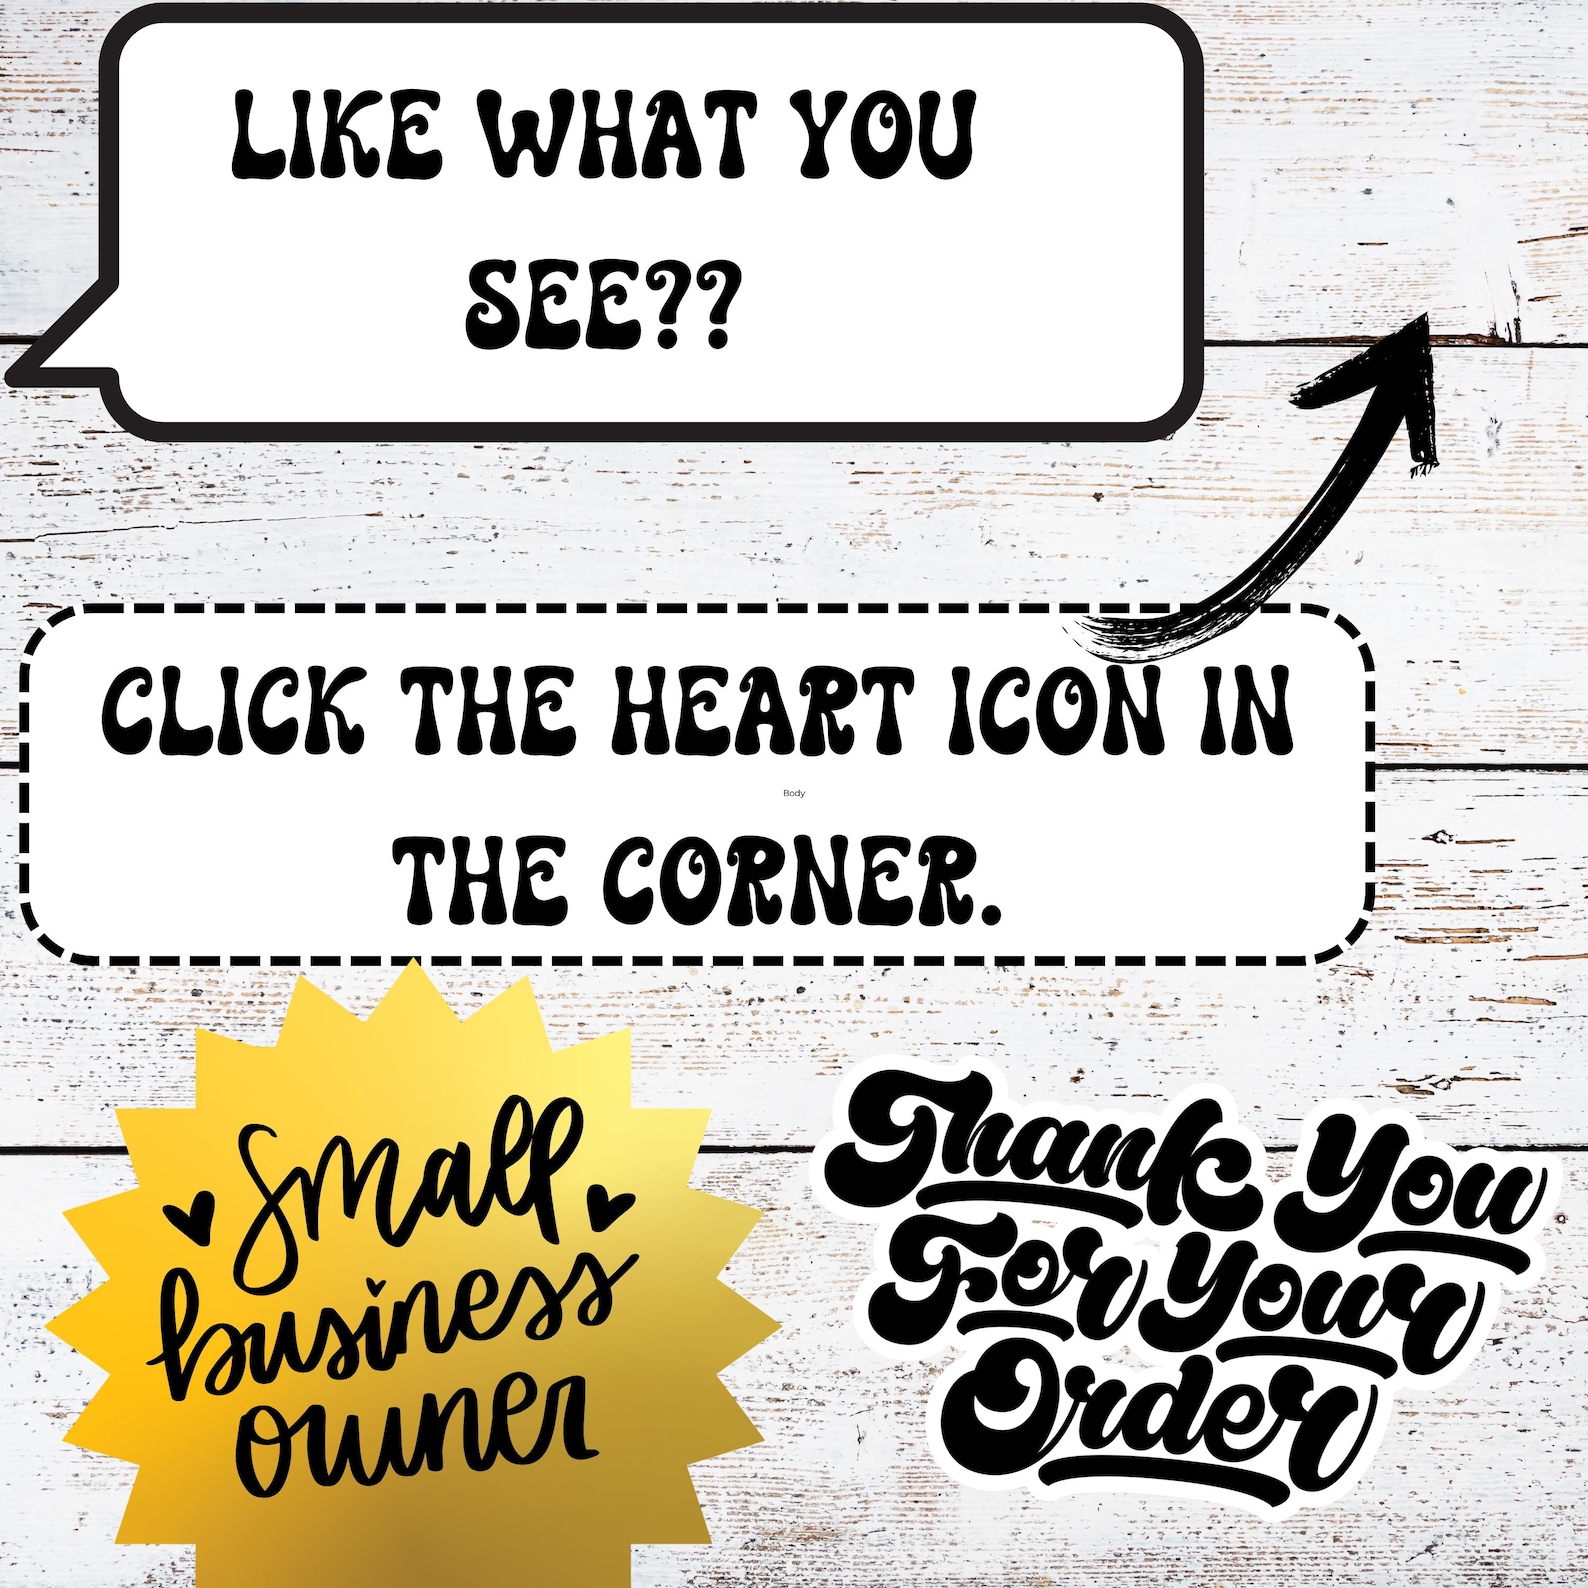 LIKE WHAT YOU
SEE??
CLICK THE HEART ICON IN
Body
THE CORNER.
Small
business
owner
Thank You
For Your
Order